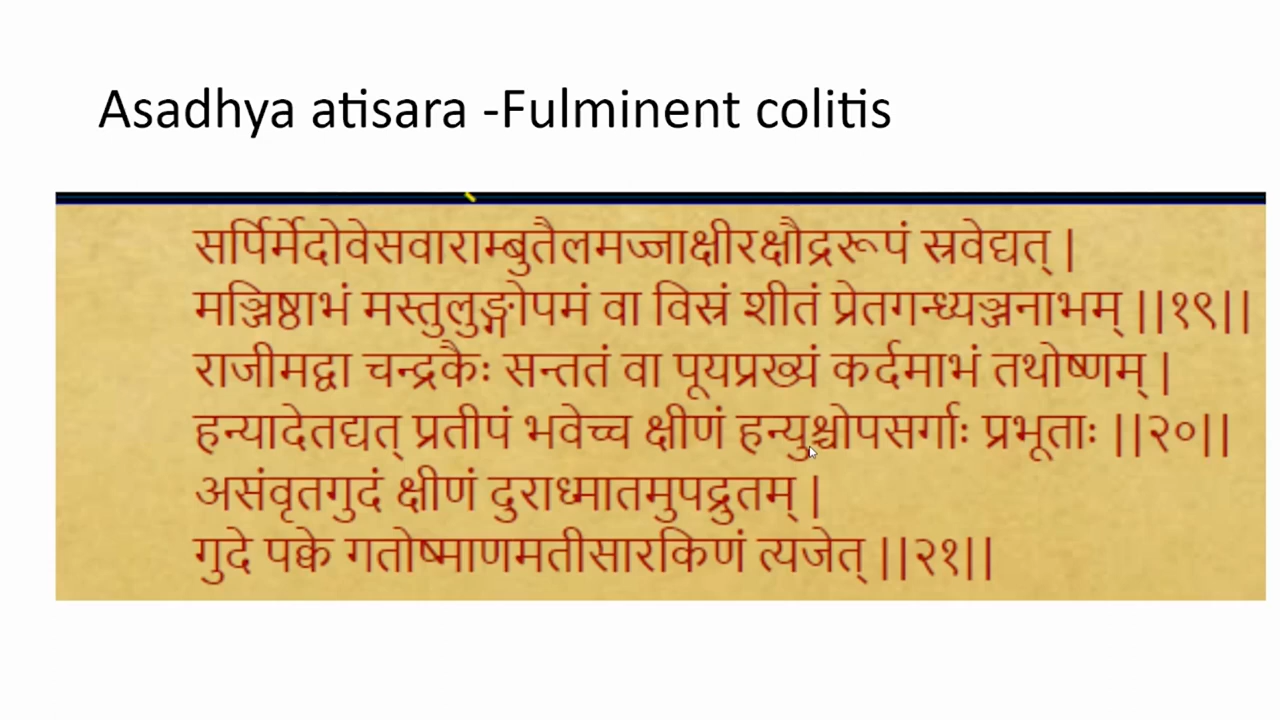 Asadhya atisara -Fulminent colitis
सर्पिर्मेदोवेसवाराम्बुतैलमज्जाक्षीरक्षौद्ररूपं स्रवेद्यत् |
मञ्जिष्ठाभं मस्तुलुङ्गोपमं वा विस्रं शीतं प्रेतगन्ध्यञ्जनाभम् ||१९||
राजीमद्वा चन्द्रकैः सन्ततं वा पूयप्रख्यं कर्दमाभं तथोष्णम् |
हन्यादेतद्यत् प्रतीपं भवेच्च क्षीणं हन्युश्चोपसर्गाः प्रभूताः ||२०||
असंवृतगुदं क्षीणं दुराध्मातमुपद्रुतम् |
गुदे पक्वे गतोष्माणमतीसारकिणं त्यजेत् ||२१||